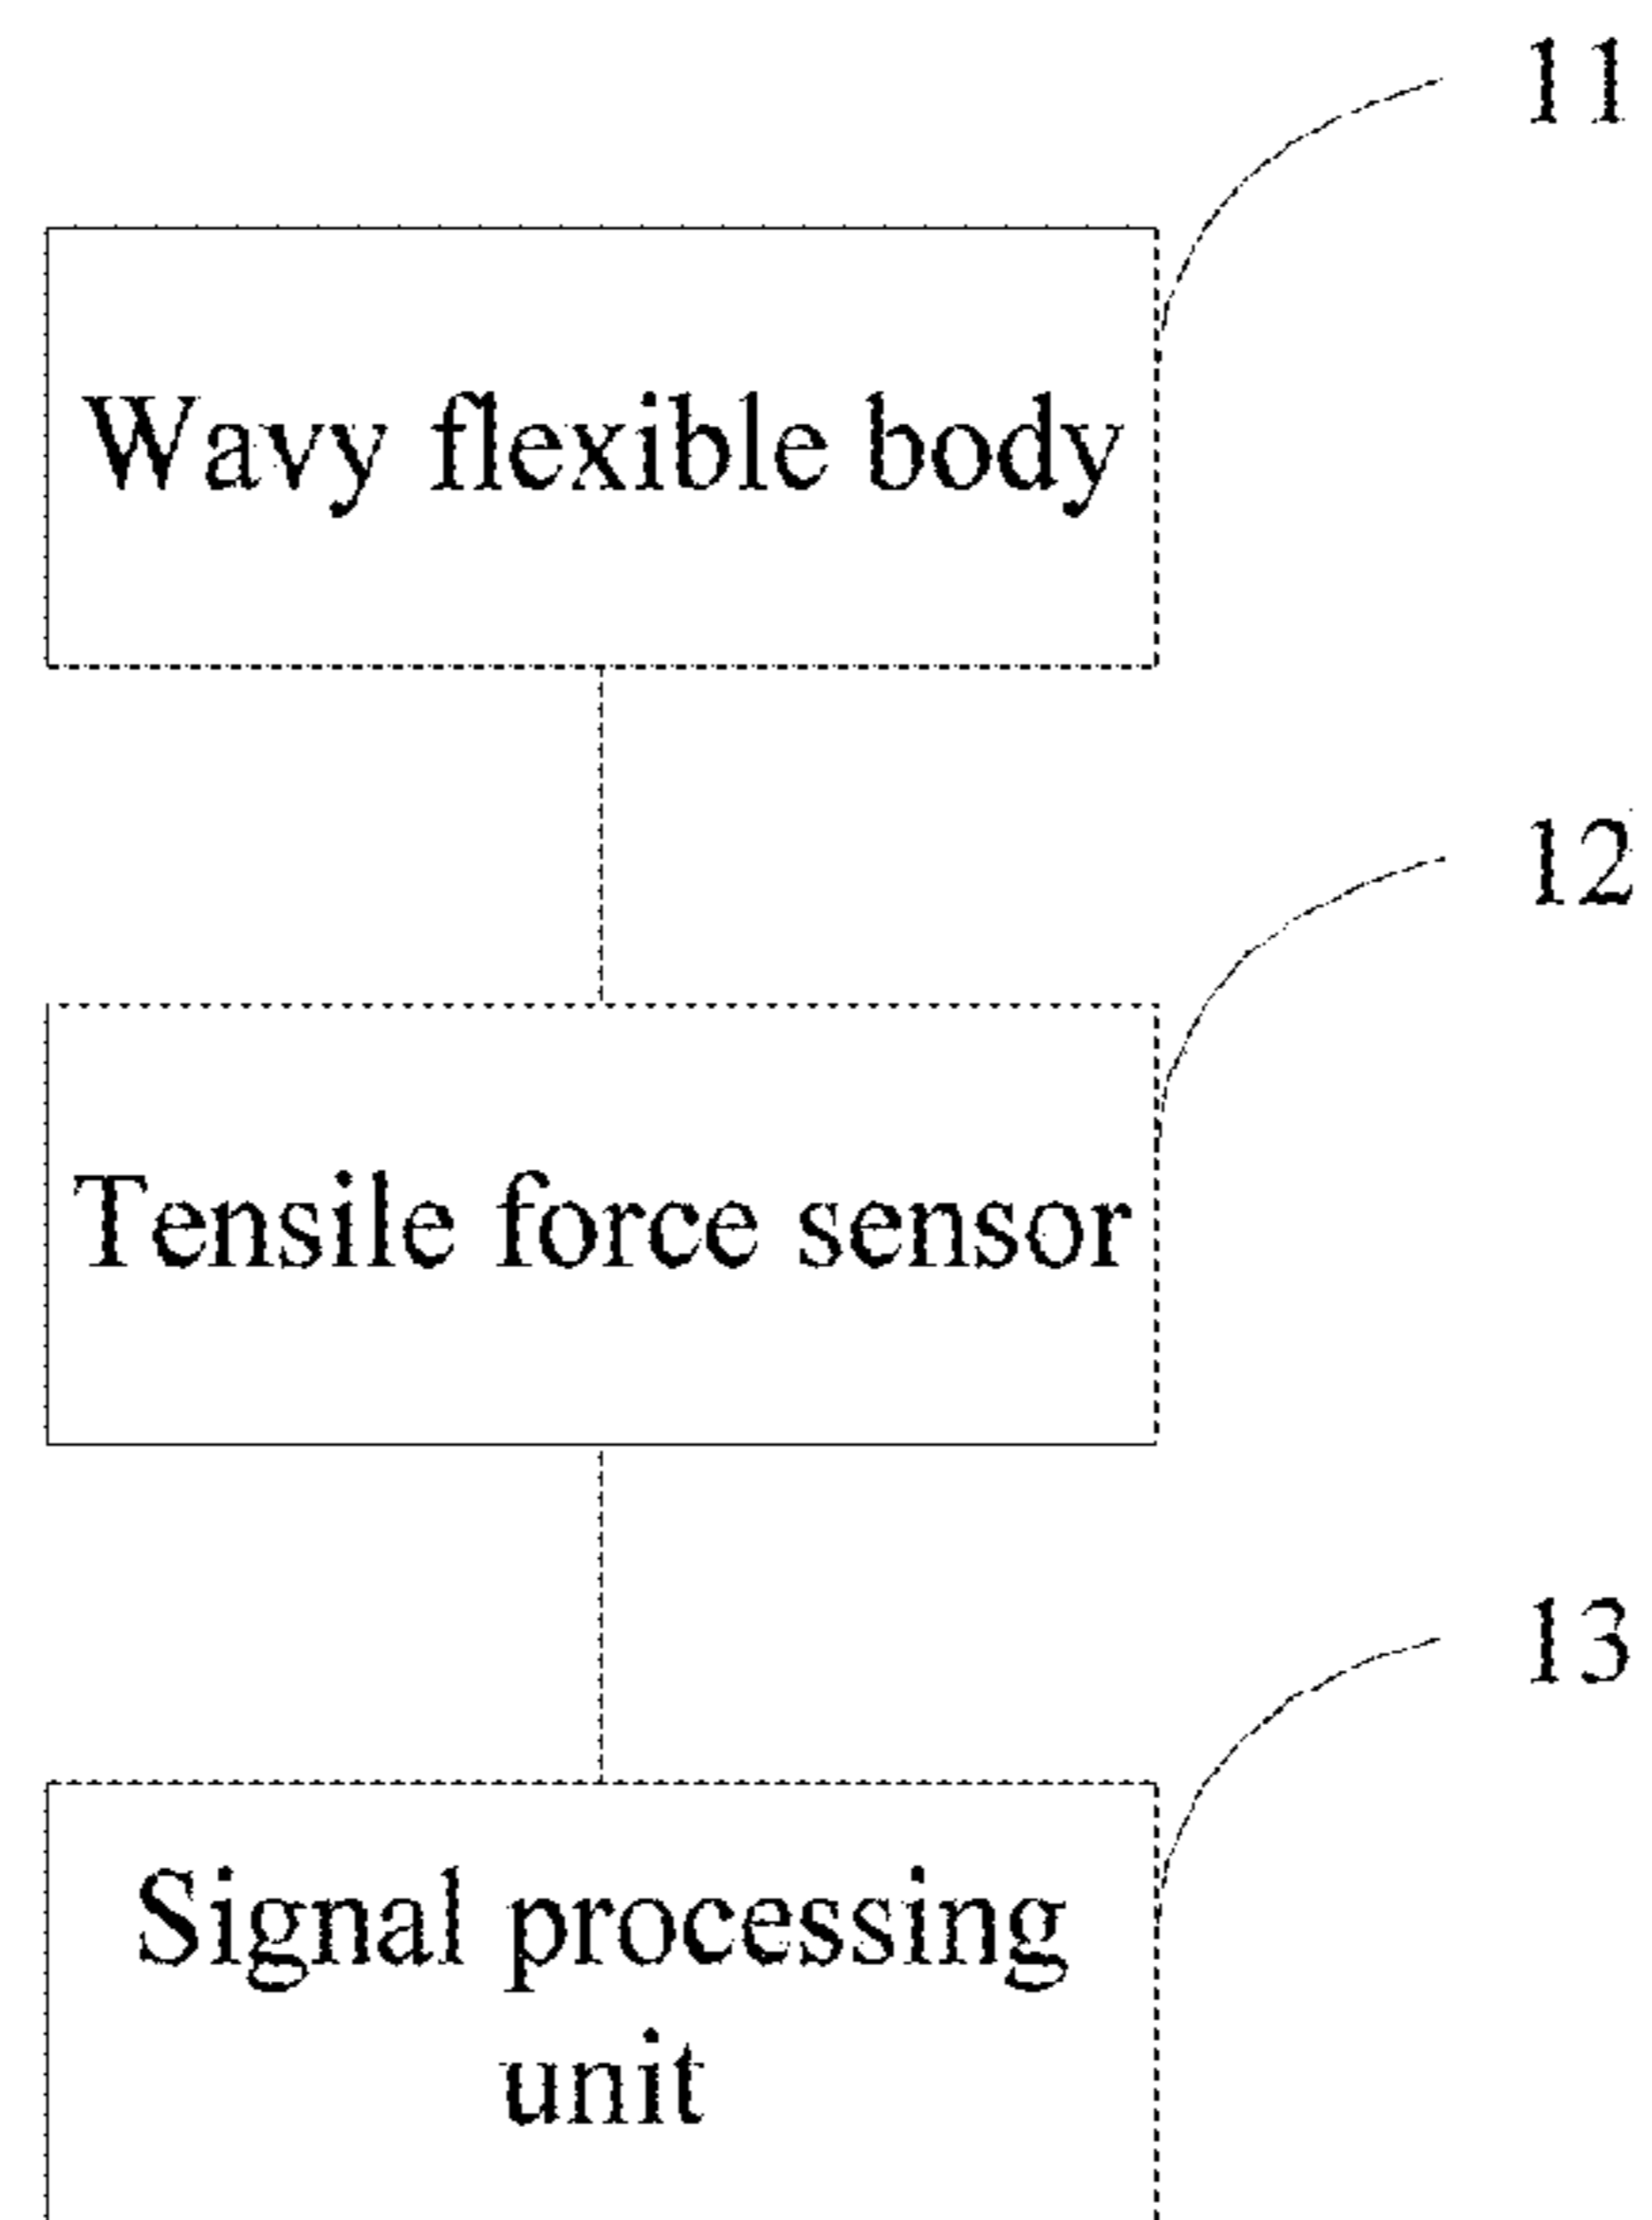 11
Wavy flexible body
12
Tensile force sensor
13
Signal processing
unit